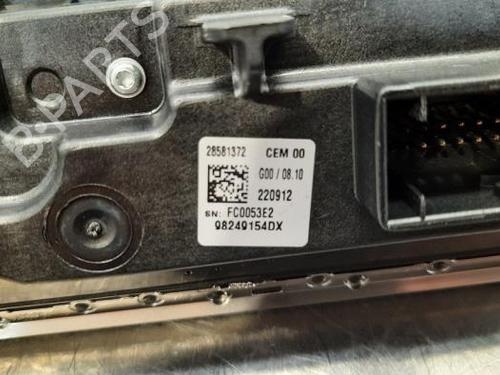 B-PARTS
28581372 CEM 00
G00 / 08.10
220912
SN: FC0053E2
98249154DX